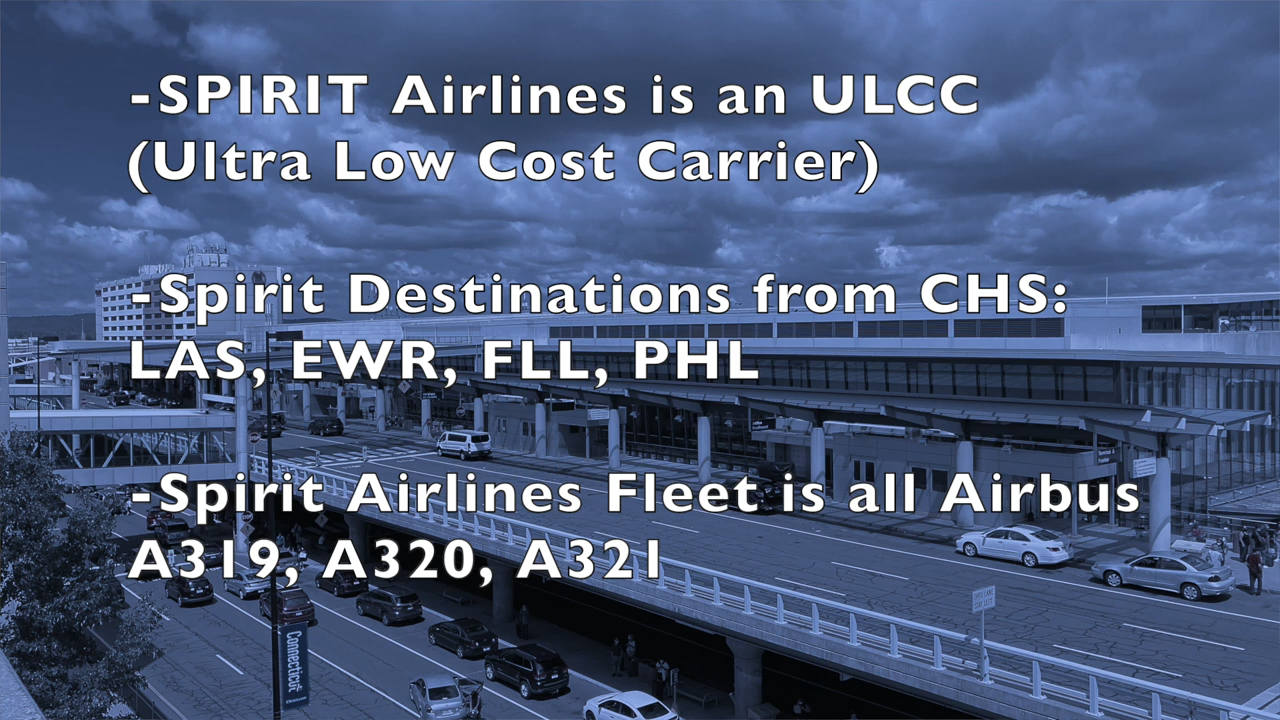 -SPIRIT Airlines is an ULCC
(Ultra Low Cost Carrier)
-Spirit Destinations from CHS:
LAS, EWR, FLL, PHL
-Spirit Airlines Fleet is all Airbus
A319, A320, A321
Connecticut